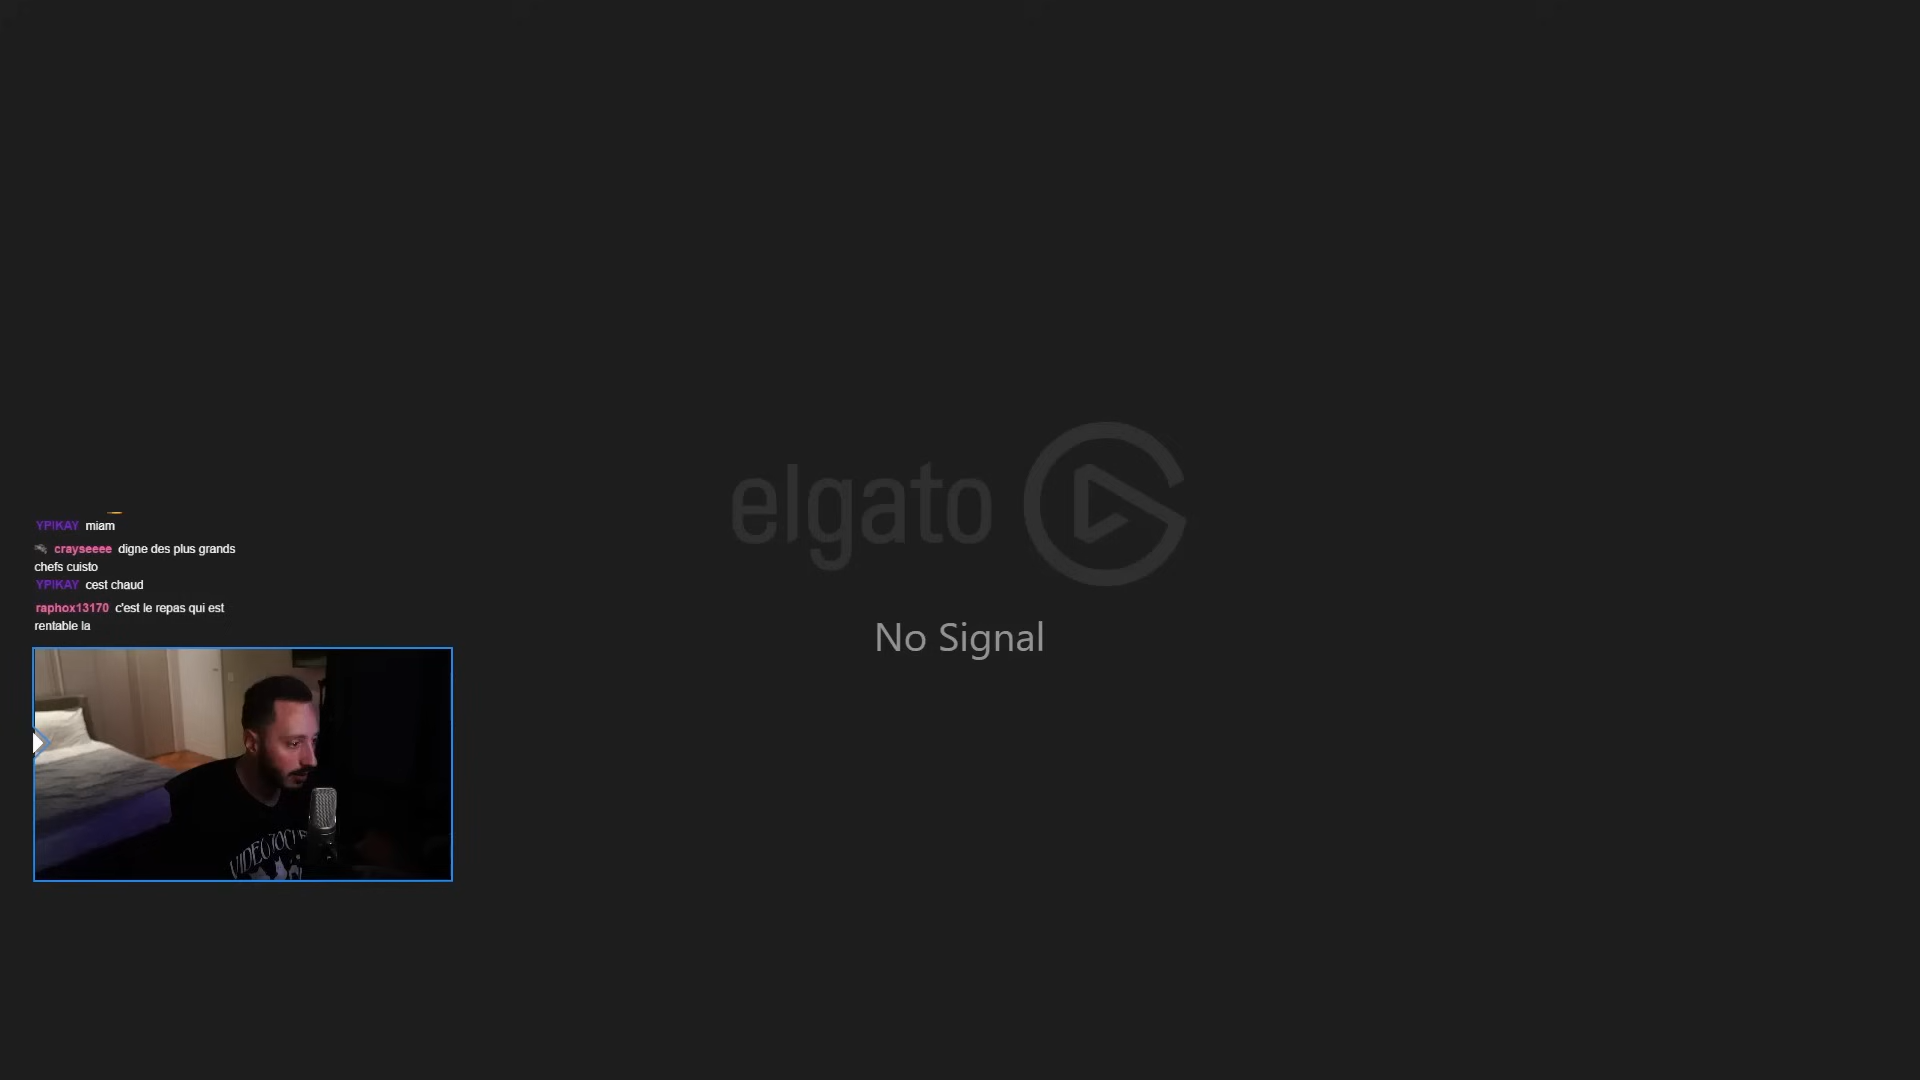 YPIKAY miam
crayseeee digne des plus grands
chefs cuisto
YPIKAY cest chaud
raphox13170 c'est le repas qui est
rentable la
elgato
No Signal